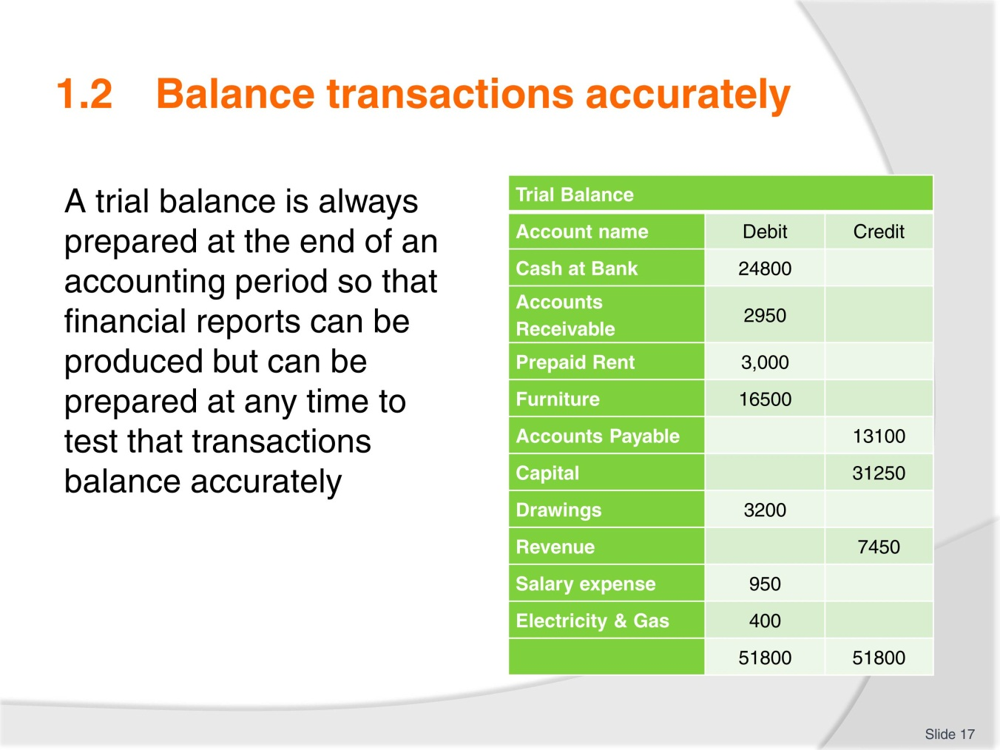 1.2 Balance transactions accurately
A trial balance is always
prepared at the end of an
accounting period so that
financial reports can be
produced but can be
prepared at any time to
test that transactions
balance accurately
Trial Balance
Account name Debit Credit
Cash at Bank 24800
Accounts
Receivable 2950
Prepaid Rent 3,000
Furniture 16500
Accounts Payable 13100
Capital 31250
Drawings 3200
Revenue 7450
Salary expense 950
Electricity & Gas 400
51800 51800
Slide 17